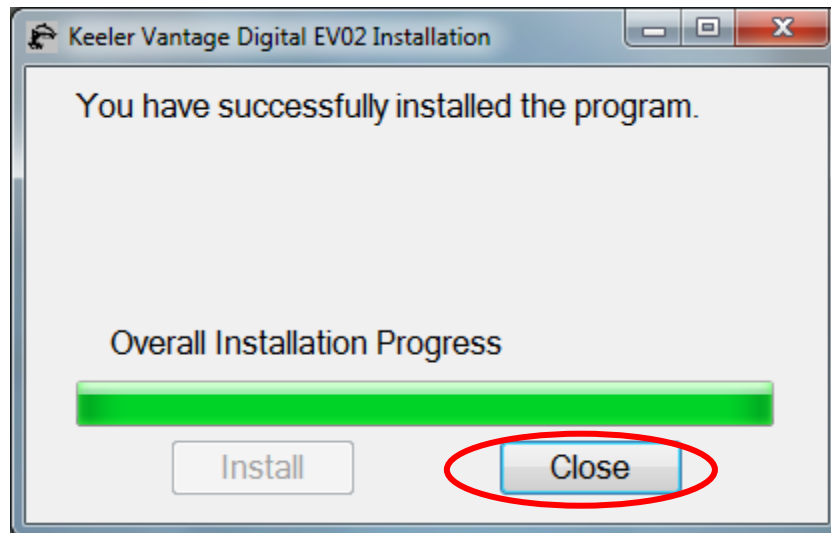 Keeler Vantage Digital EV02 Installation
You have successfully installed the program.
Overall Installation Progress
Install
Close